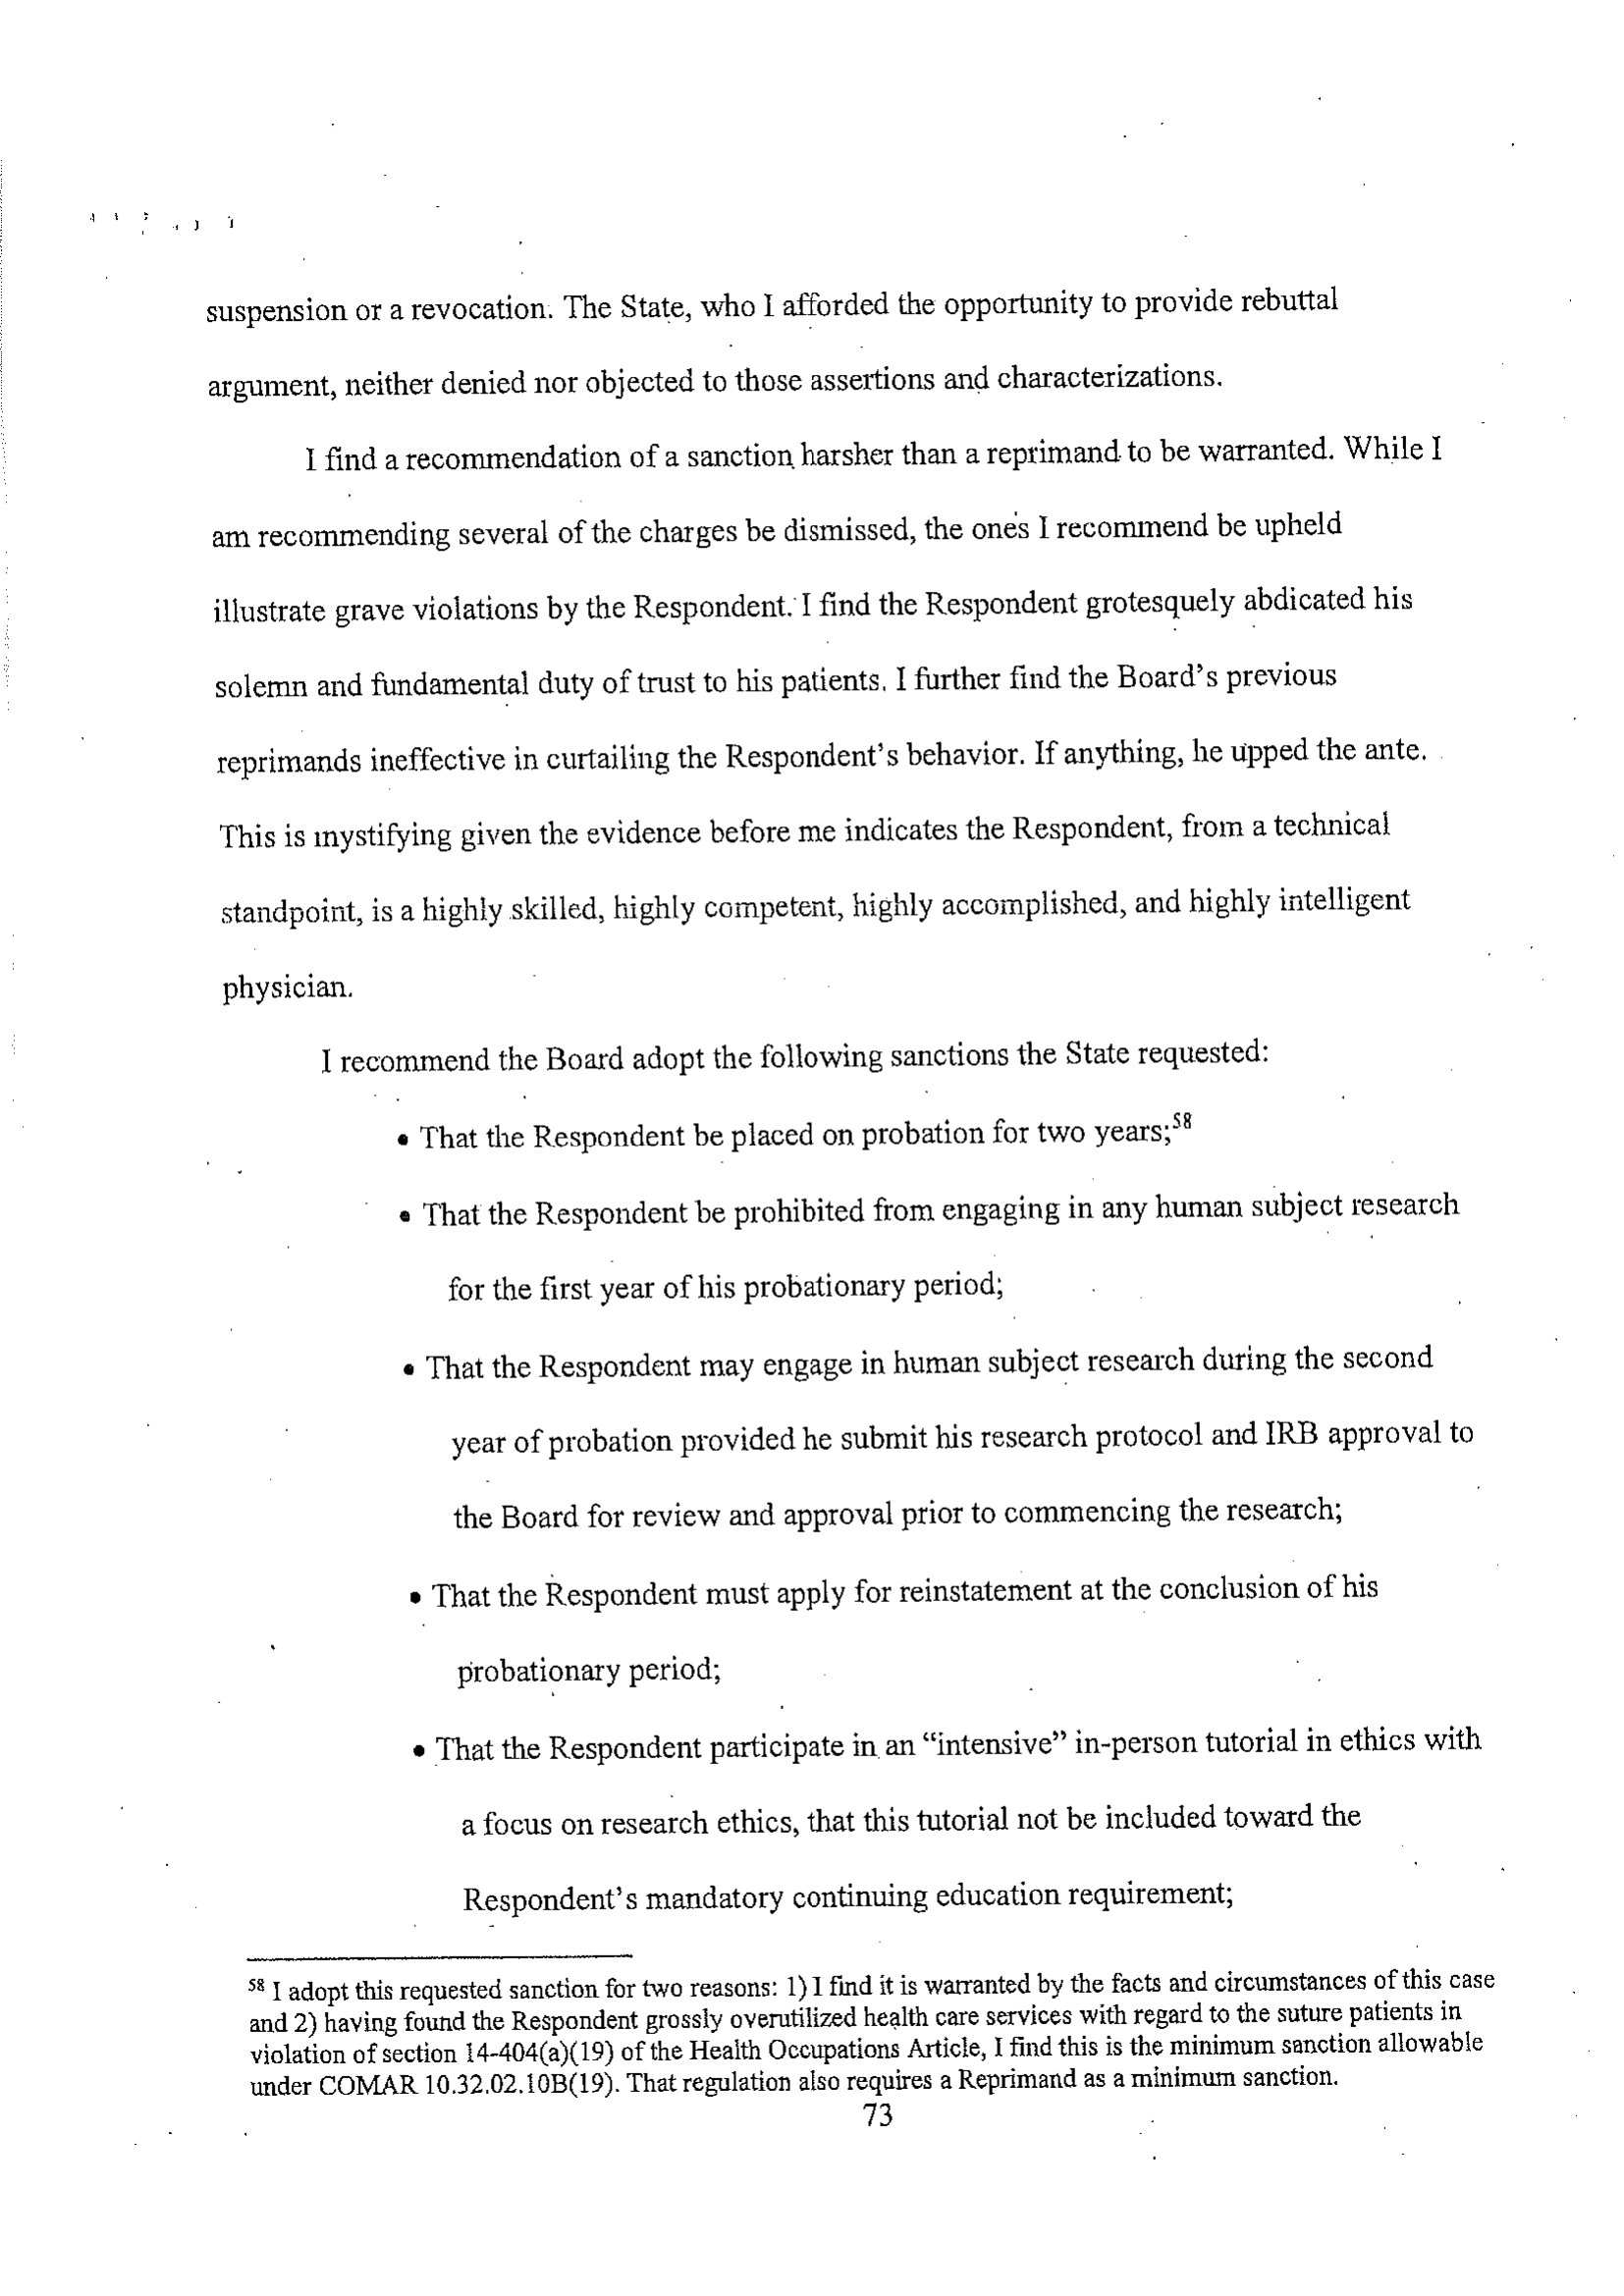 suspension or a revocation. The State, who I afforded the opportunity to provide rebuttal
argument, neither denied nor objected to those assertions and characterizations.
I find a recommendation of a sanction harsher than a reprimand to be warranted. While I
am recommending several of the charges be dismissed, the ones I recommend be upheld
illustrate grave violations by the Respondent. I find the Respondent grotesquely abdicated his
solemn and fundamental duty of trust to his patients. I further find the Board's previous
reprimands ineffective in curtailing the Respondent's behavior. If anything, he upped the ante.
This is mystifying given the evidence before me indicates the Respondent, from a technical
standpoint, is a highly skilled, highly competent, highly accomplished, and highly intelligent
physician.
I recommend the Board adopt the following sanctions the State requested:
• That the Respondent be placed on probation for two years;58
• That the Respondent be prohibited from engaging in any human subject research
for the first year of his probationary period;
• That the Respondent may engage in human subject research during the second
year of probation provided he submit his research protocol and IRB approval to
the Board for review and approval prior to commencing the research;
• That the Respondent must apply for reinstatement at the conclusion of his
probationary period;
• That the Respondent participate in an “intensive” in-person tutorial in ethics with
a focus on research ethics, that this tutorial not be included toward the
Respondent's mandatory continuing education requirement;
58 I adopt this requested sanction for two reasons: 1) I find it is warranted by the facts and circumstances of this case
and 2) having found the Respondent grossly overutilized health care services with regard to the suture patients in
violation of section 14-404(a)(19) of the Health Occupations Article, I find this is the minimum sanction allowable
under COMAR 10.32.02.10B(19). That regulation also requires a Reprimand as a minimum sanction.
73